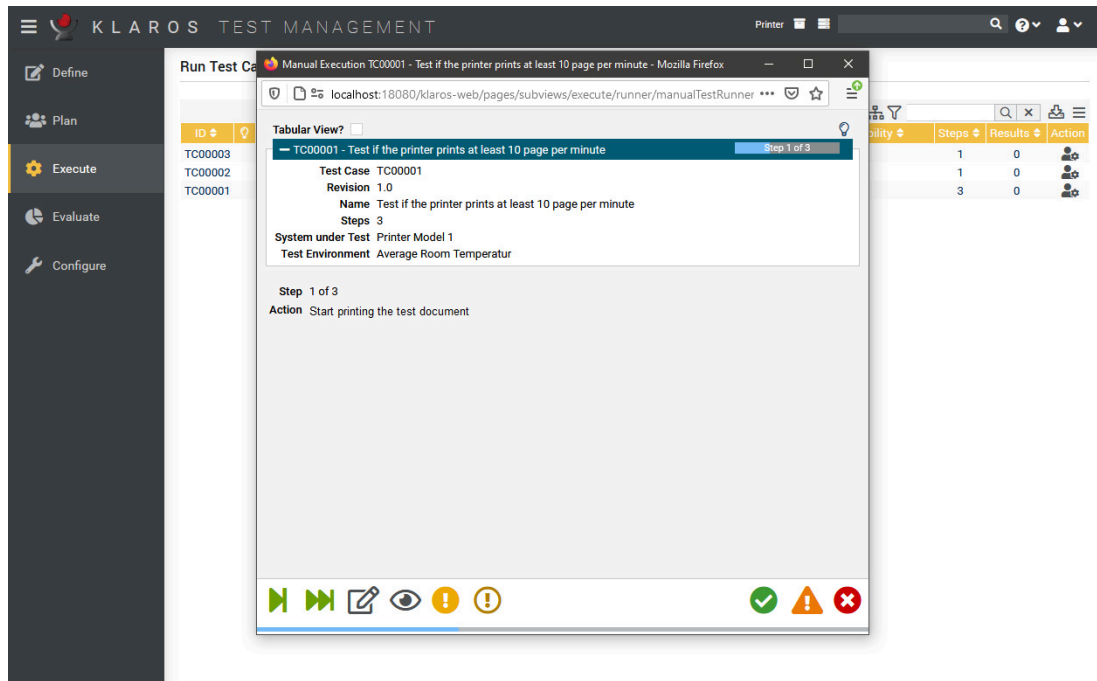 KLAROS TEST MANAGEMENT
Printer
Define
Plan
Execute
Evaluate
Configure
Run Test Ca
ID
bility Steps Results Action
TC00003 1 0
TC00002 1 0
TC00001 3 0
Manual Execution TC00001 - Test if the printer prints at least 10 page per minute - Mozilla Firefox
localhost:18080/klaros-web/pages/subviews/execute/runner/manualTestRunner
Tabular View?
TC00001 - Test if the printer prints at least 10 page per minute Step 1 of 3
Test Case TC00001
Revision 1.0
Name Test if the printer prints at least 10 page per minute
Steps 3
System under Test Printer Model 1
Test Environment Average Room Temperatur
Step 1 of 3
Action Start printing the test document